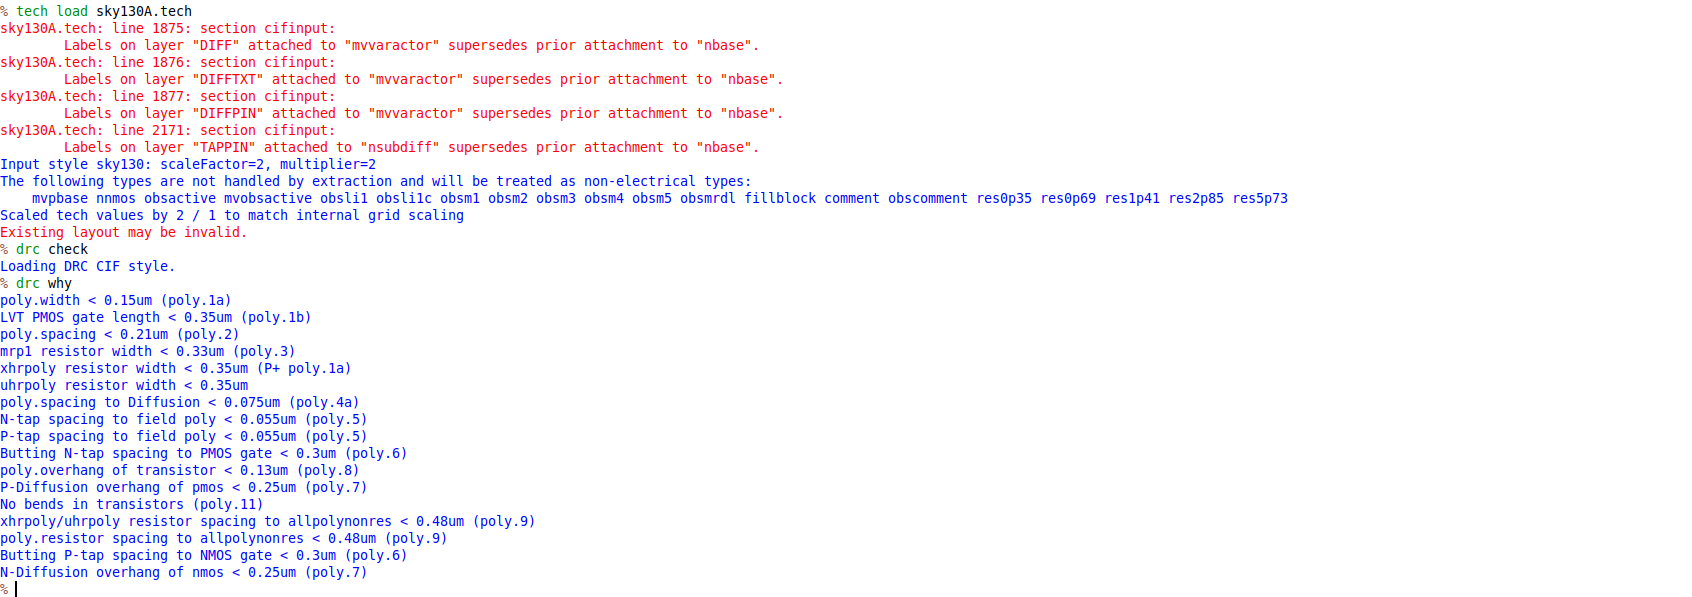 % tech load sky130A.tech
sky130A.tech: line 1875: section cifinput:
        Labels on layer "DIFF" attached to "mvvaractor" supersedes prior attachment to "nbase".
sky130A.tech: line 1876: section cifinput:
        Labels on layer "DIFFTXT" attached to "mvvaractor" supersedes prior attachment to "nbase".
sky130A.tech: line 1877: section cifinput:
        Labels on layer "DIFFPIN" attached to "mvvaractor" supersedes prior attachment to "nbase".
sky130A.tech: line 2171: section cifinput:
        Labels on layer "TAPPIN" attached to "nsubdiff" supersedes prior attachment to "nbase".
Input style sky130: scaleFactor=2, multiplier=2
The following types are not handled by extraction and will be treated as non-electrical types:
    mvpbase nnmos obsactive mvobsactive obsli1 obsli1c obsm1 obsm2 obsm3 obsm4 obsm5 obsmrdl fillblock comment obscomment res0p35 res0p69 res1p41 res2p85 res5p73
Scaled tech values by 2 / 1 to match internal grid scaling
Existing layout may be invalid.
% drc check
Loading DRC CIF style.
% drc why
poly.width < 0.15um (poly.1a)
LVT PMOS gate length < 0.35um (poly.1b)
poly.spacing < 0.21um (poly.2)
mrp1 resistor width < 0.33um (poly.3)
xhrpoly resistor width < 0.35um (P+ poly.1a)
uhrpoly resistor width < 0.35um
poly.spacing to Diffusion < 0.075um (poly.4a)
N-tap spacing to field poly < 0.055um (poly.5)
P-tap spacing to field poly < 0.055um (poly.5)
Butting N-tap spacing to PMOS gate < 0.3um (poly.6)
poly.overhang of transistor < 0.13um (poly.8)
P-Diffusion overhang of pmos < 0.25um (poly.7)
No bends in transistors (poly.11)
xhrpoly/uhrpoly resistor spacing to allpolynonres < 0.48um (poly.9)
poly.resistor spacing to allpolynonres < 0.48um (poly.9)
Butting P-tap spacing to NMOS gate < 0.3um (poly.6)
N-Diffusion overhang of nmos < 0.25um (poly.7)
%